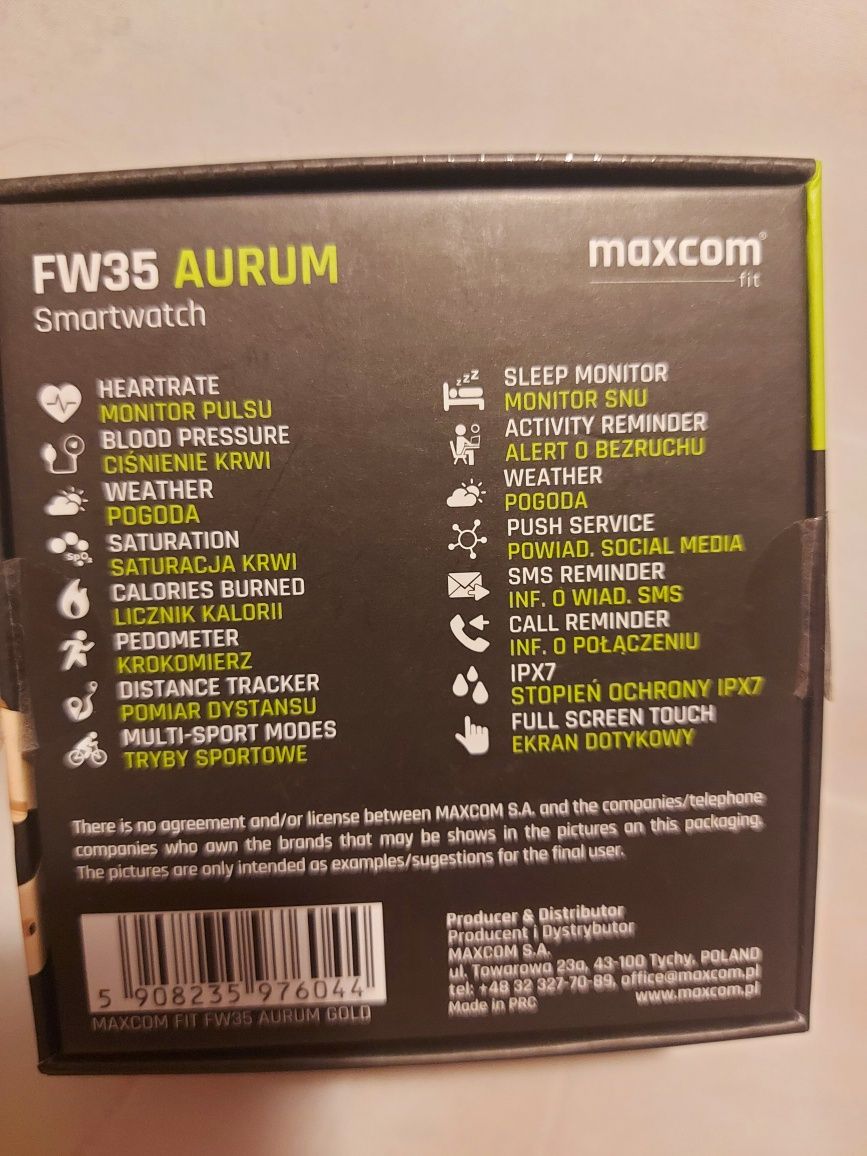 FW35 AURUM
Smartwatch
maxcom®
fit
HEARTRATE
MONITOR PULSU
BLOOD PRESSURE
CIŚNIENIE KRWI
WEATHER
POGODA
SpO₂
SATURATION
SATURACJA KRWI
CALORIES BURNED
LICZNIK KALORII
PEDOMETER
KROKOMIERZ
DISTANCE TRACKER
POMIAR DYSTANSU
MULTI-SPORT MODES
TRYBY SPORTOWE
zzz
SLEEP MONITOR
MONITOR SNU
ACTIVITY REMINDER
ALERT O BEZRUCHU
WEATHER
POGODA
PUSH SERVICE
POWIAD. SOCIAL MEDIA
SMS REMINDER
INF. O WIAD. SMS
CALL REMINDER
INF. O POŁĄCZENIU
IPX7
STOPIEŃ OCHRONY IPX7
FULL SCREEN TOUCH
EKRAN DOTYKOWY
There is no agreement and/or license between MAXCOM S.A. and the companies/telephone
companies who own the brands that may be shows in the pictures on this packaging.
The pictures are only intended as examples/sugestions for the final user.
5 908235 976044
MAXCOM FIT FW35 AURUM GOLD
Producer & Distributor
Producent i Dystrybutor
MAXCOM S.A.
ul. Towarowa 23a, 43-100 Tychy, POLAND
tel: +48 32 327-70-89, office@maxcom.pl
www.maxcom.pl
Made in PRC